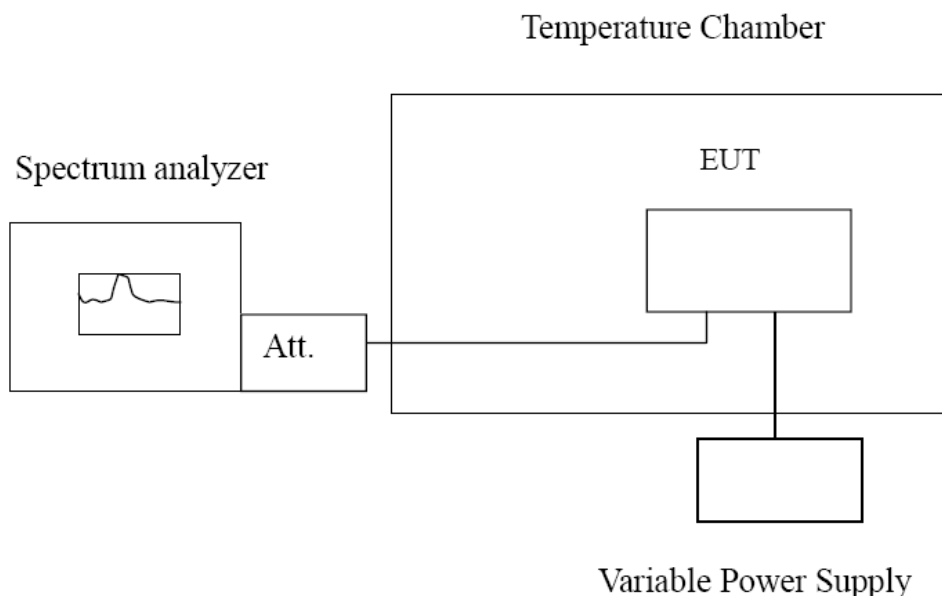 Temperature Chamber
Spectrum analyzer
EUT
Att.
Variable Power Supply